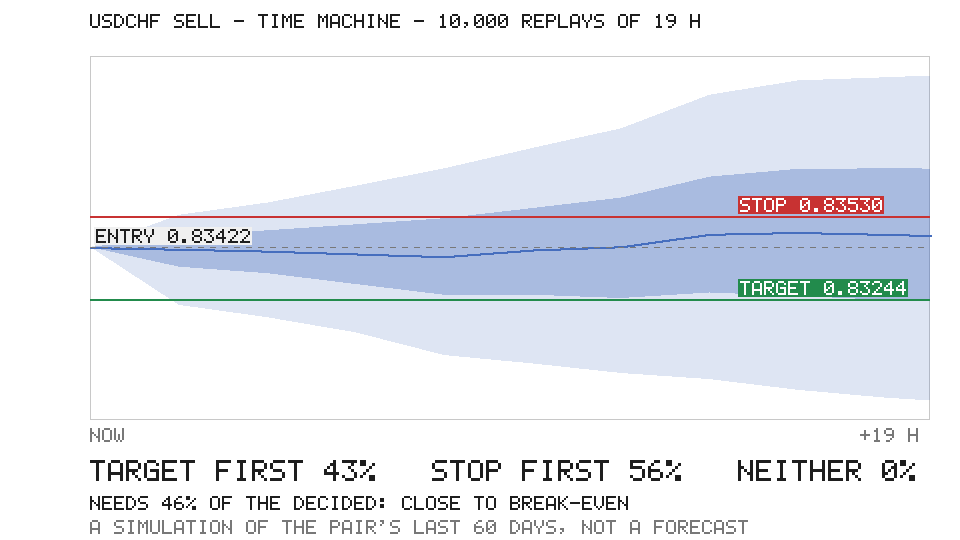 USDCHF SELL - TIME MACHINE - 10,000 REPLAYS OF 19 H
STOP 0.83530
ENTRY 0.83422
TARGET 0.83244
NOW +19 H
TARGET FIRST 43% STOP FIRST 56% NEITHER 0%
NEEDS 46% OF THE DECIDED: CLOSE TO BREAK-EVEN
A SIMULATION OF THE PAIR'S LAST 60 DAYS, NOT A FORECAST